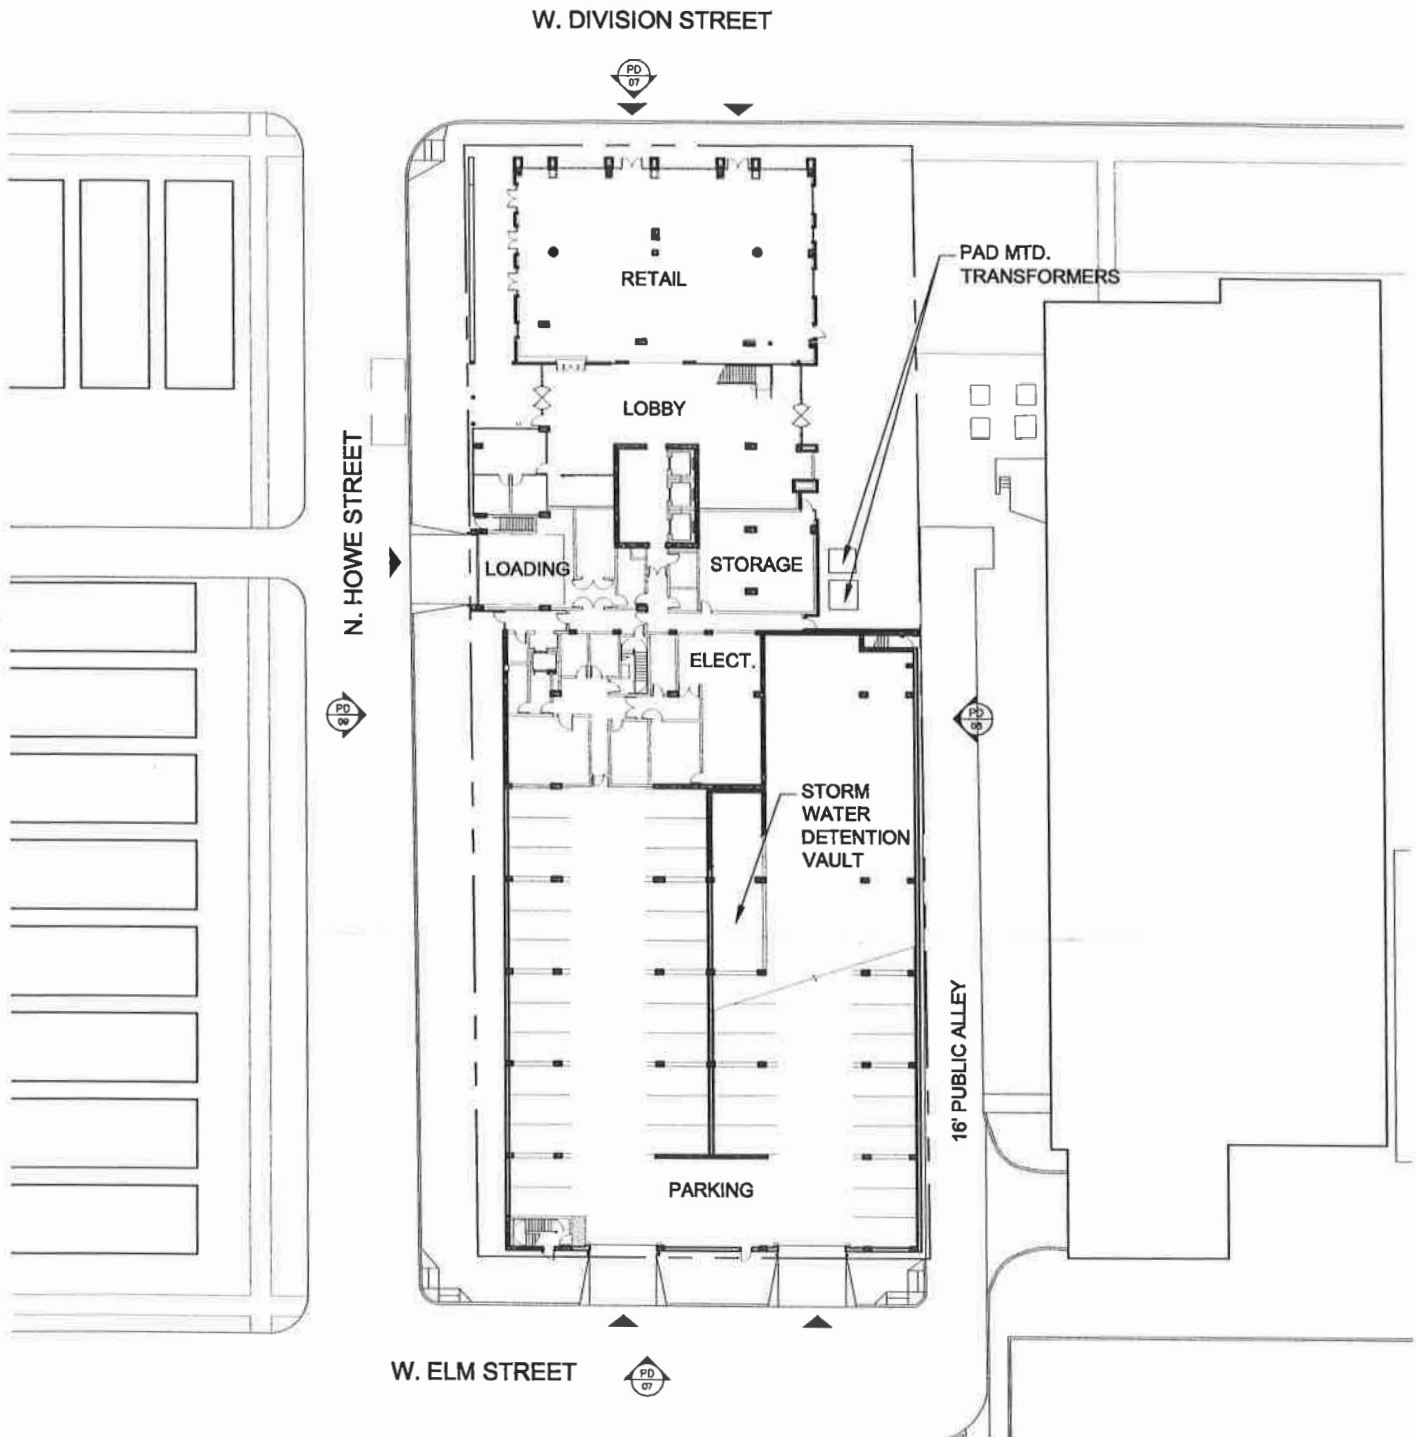 W. DIVISION STREET
PD
07
PAD MTD.
TRANSFORMERS
RETAIL
LOBBY
N. HOWE STREET
LOADING
STORAGE
ELECT.
PD
09
PD
STORM
WATER
DETENTION
VAULT
16' PUBLIC ALLEY
PARKING
W. ELM STREET
PD
07